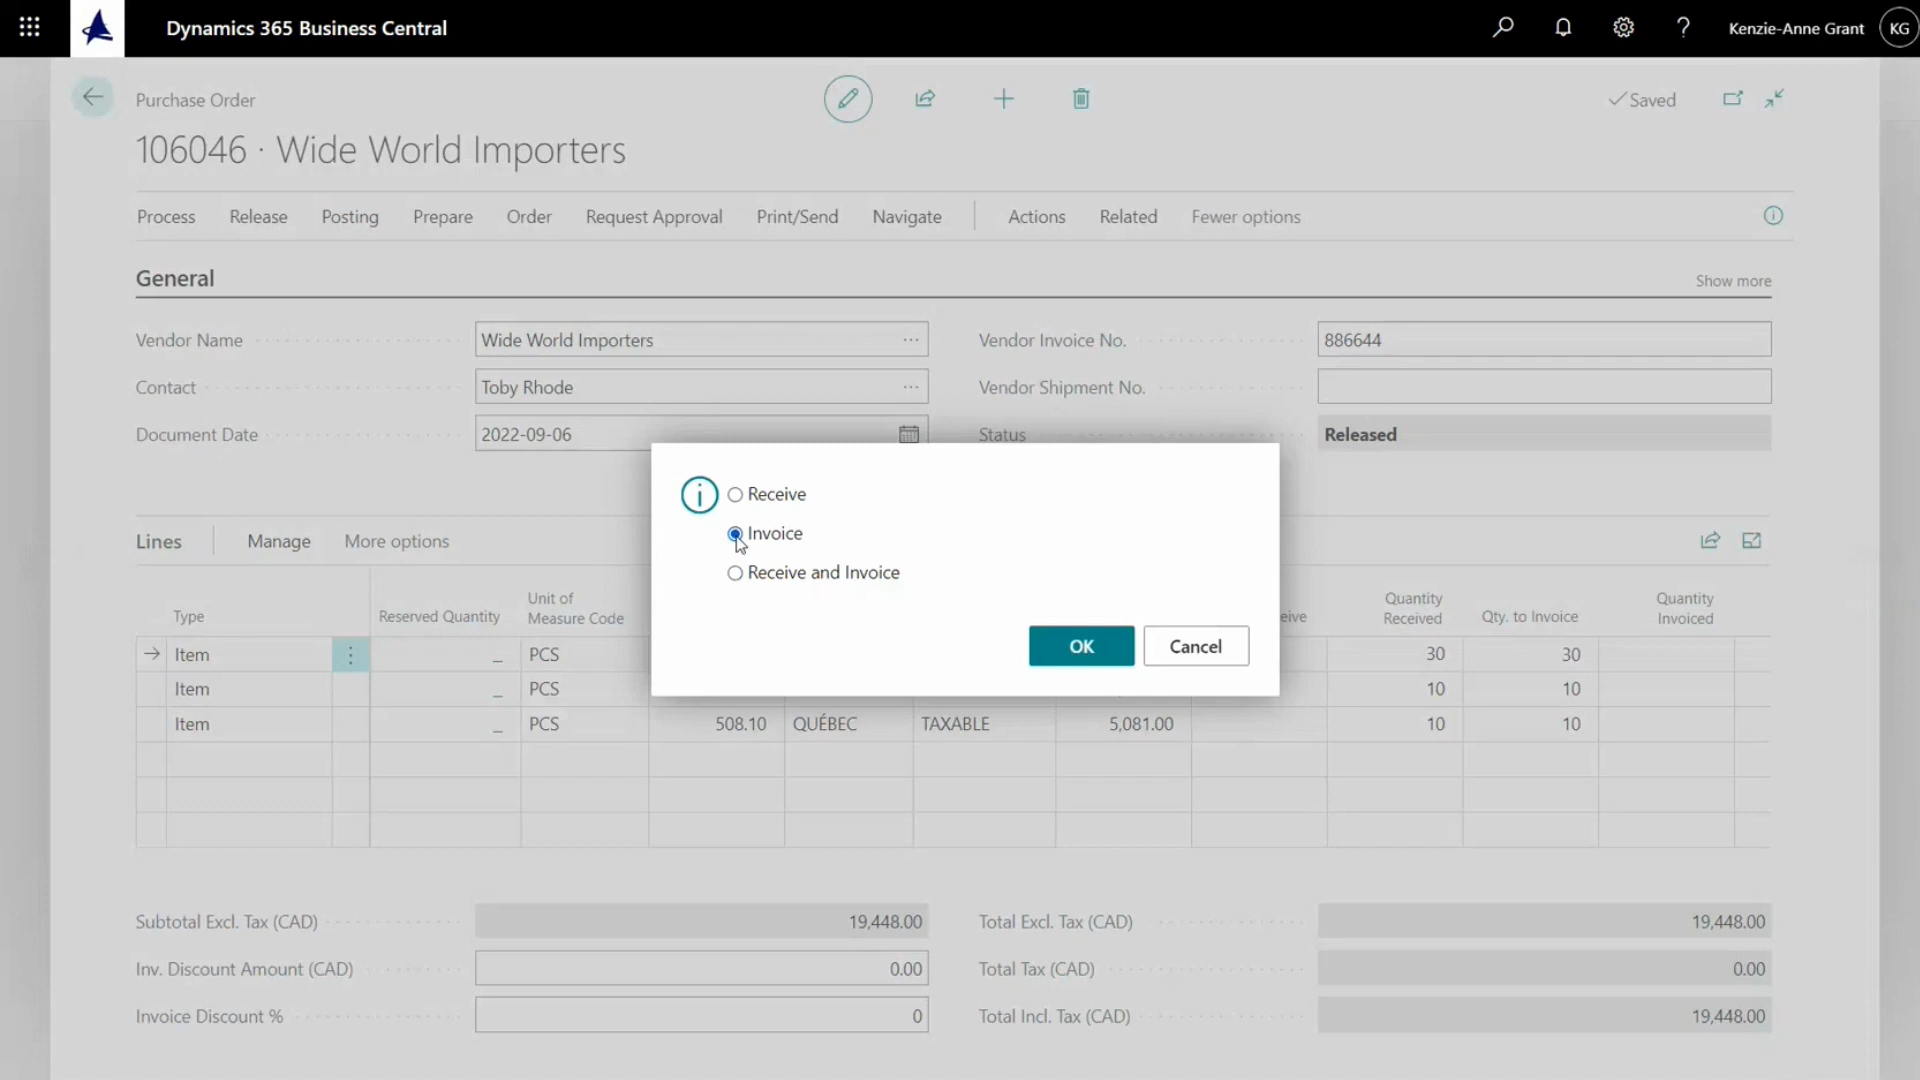 Dynamics 365 Business Central
Kenzie-Anne Grant
KG
Purchase Order
Saved
106046 · Wide World Importers
Process Release Posting Prepare Order Request Approval Print/Send Navigate Actions Related Fewer options
General
Show more
Vendor Name
Wide World Importers
Vendor Invoice No.
886644
Contact
Toby Rhode
Vendor Shipment No.
Document Date
2022-09-06
Status
Released
Receive
Invoice
Receive and Invoice
OK
Cancel
Lines Manage More options
Type
Reserved Quantity
Unit of
Measure Code
Quantity
Received
Qty. to Invoice
Quantity
Invoiced
Item _ PCS 30 30
Item _ PCS 10 10
Item _ PCS 508.10 QUÉBEC TAXABLE 5,081.00 10 10
Subtotal Excl. Tax (CAD)
19,448.00
Total Excl. Tax (CAD)
19,448.00
Inv. Discount Amount (CAD)
0.00
Total Tax (CAD)
0.00
Invoice Discount %
0
Total Incl. Tax (CAD)
19,448.00